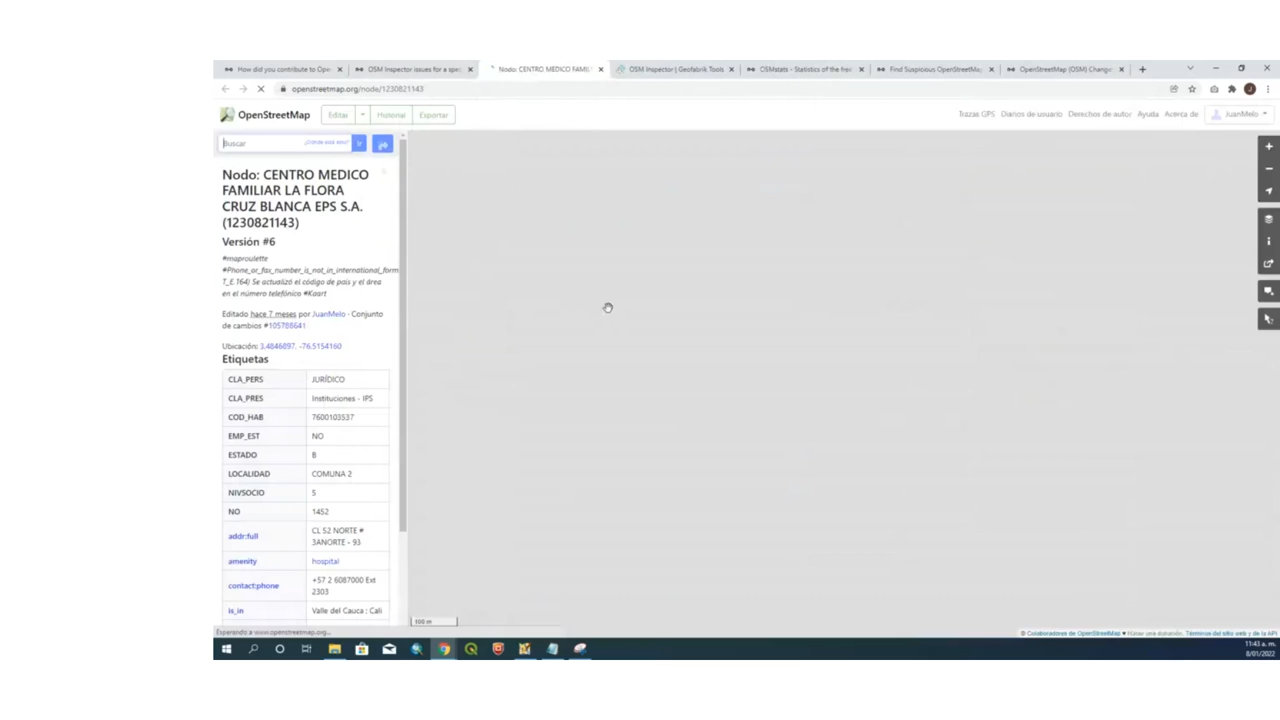 How did you contribute to Ope
OSM Inspector issues for a spe
Nodo: CENTRO MEDICO FAMILI
OSM Inspector | Geofabrik Tools
OSMstats - Statistics of the fre
Find Suspicious OpenStreetMa
OpenStreetMap (OSM) Change
openstreetmap.org/node/1230821143
OpenStreetMap
Editar
Historial
Exportar
Trazas GPS
Diarios de usuario
Derechos de autor
Ayuda
Acerca de
JuanMelo
Buscar
¿Dónde está esto?
Ir
Nodo: CENTRO MEDICO
FAMILIAR LA FLORA
CRUZ BLANCA EPS S.A.
(1230821143)
Versión #6
#maproulette
#Phone_or_fax_number_is_not_in_international_form
T_E.164) Se actualizó el código de país y el área
en el número telefónico #Kaart
Editado hace 7 meses por JuanMelo · Conjunto
de cambios #105788641
Ubicación: 3.4846897, -76.5154160
Etiquetas
CLA_PERS JURÍDICO
CLA_PRES Instituciones - IPS
COD_HAB 7600103537
EMP_EST NO
ESTADO B
LOCALIDAD COMUNA 2
NIVSOCIO 5
NO 1452
addr:full CL 52 NORTE #
3ANORTE - 93
amenity hospital
contact:phone +57 2 6087000 Ext
2303
is_in Valle del Cauca ; Cali
100 m
Esperando a www.openstreetmap.org...
© Colaboradores de OpenStreetMap ♥ Hacer una donación. Términos del sitio web y de la API
11:43 a. m.
8/01/2022